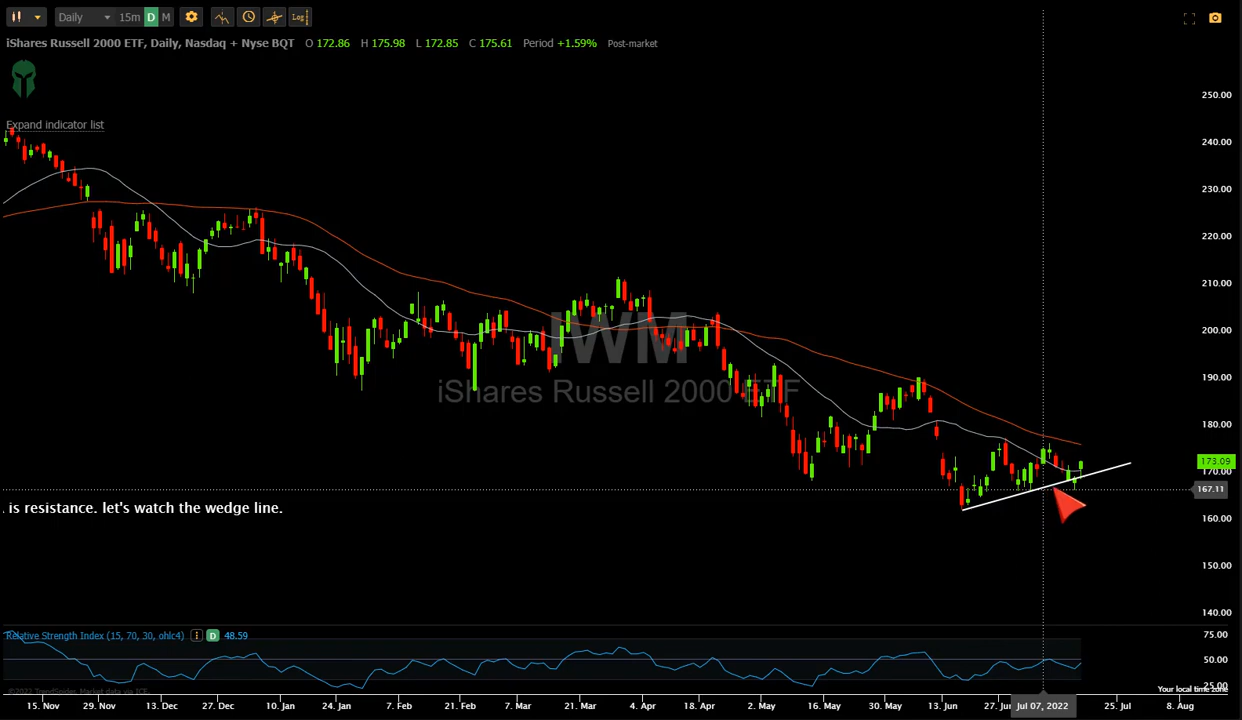 Daily 15m D M Log
iShares Russell 2000 ETF, Daily, Nasdaq + Nyse BQT O 172.86 H 175.98 L 172.85 C 175.61 Period +1.59% Post-market
Expand indicator list
250.00
240.00
230.00
220.00
210.00
200.00
190.00
180.00
173.09
170.00
167.11
160.00
150.00
140.00
IWM
iShares Russell 2000 ETF
. is resistance. let's watch the wedge line.
Relative Strength Index (15, 70, 30, ohlc4) D 48.59
75.00
50.00
25.00
©2022 TrendSpider. Market data via ICE.
Your local time zone
15. Nov 29. Nov 13. Dec 27. Dec 10. Jan 24. Jan 7. Feb 21. Feb 7. Mar 21. Mar 4. Apr 18. Apr 2. May 16. May 30. May 13. Jun 27. Jun Jul 07, 2022 25. Jul 8. Aug